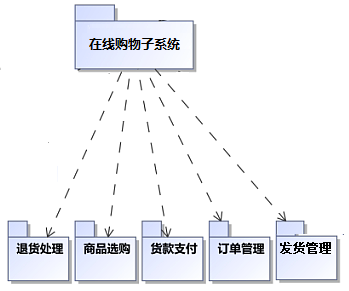 在线购物子系统
退货处理
商品选购
货款支付
订单管理
发货管理